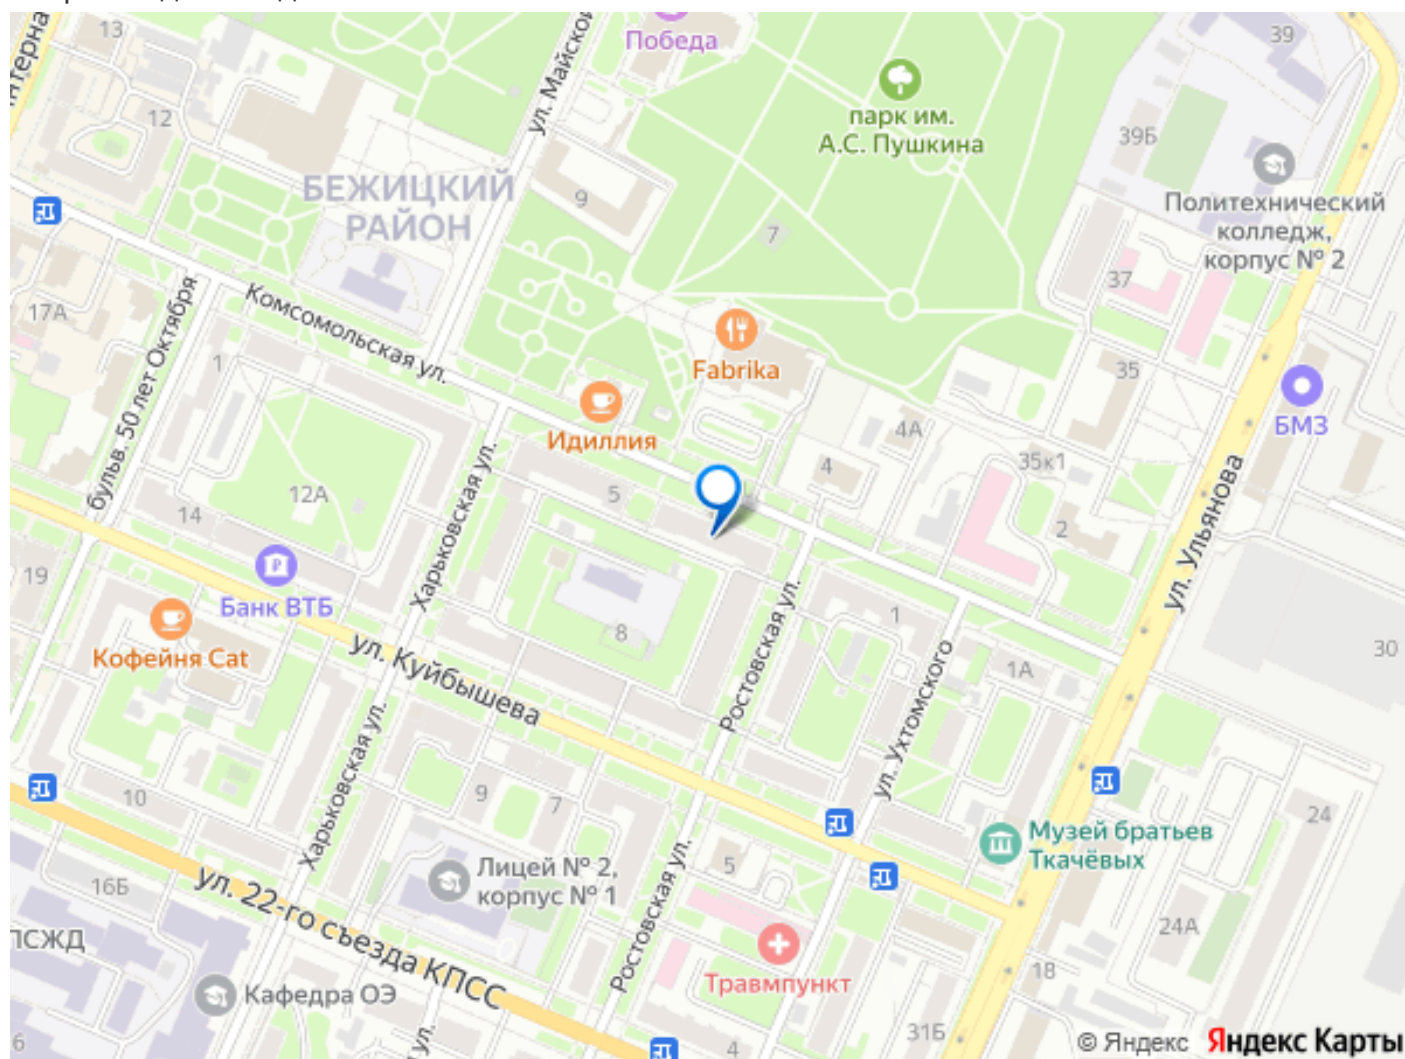 13
Победа
39
ул. Майской
12
парк им.
А.С. Пушкина
39Б
БЕЖИЦКИЙ
РАЙОН
9
7
Политехнический
колледж,
корпус № 2
37
17А
Комсомольская ул.
бульв. 50 лет Октября
1
Fabrika
35
БМЗ
Идиллия
4А
4
35к1
Харьковская ул.
5
12А
14
2
ул. Ульянова
19
Банк ВТБ
Кофейня Cat
8
1
1А
30
ул. Куйбышева
Ростовская ул.
ул. Ухтомского
Харьковская ул.
10
9
7
24
Музей братьев
Ткачёвых
5
Лицей № 2,
корпус № 1
16Б
ул. 22-го съезда КПСС
Ростовская ул.
24А
ПСЖД
Травмпункт
18
Кафедра ОЭ
31Б
6
ул.
4
© Яндекс Яндекс Карты